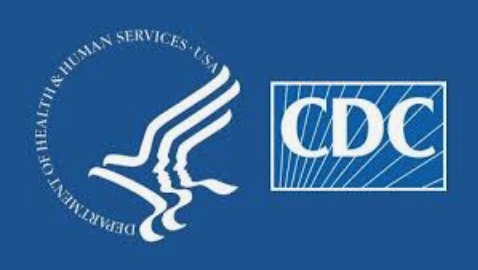 DEPARTMENT OF HEALTH & HUMAN SERVICES · USA
CDC